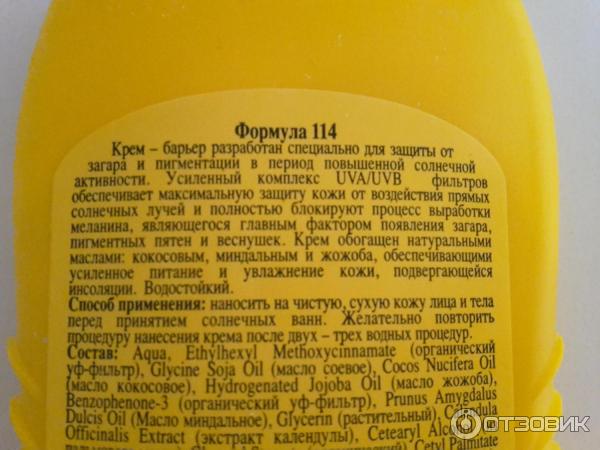 Формула 114
Крем – барьер разработан специально для защиты от
загара и пигментации в период повышенной солнечной
активности. Усиленный комплекс UVA/UVB фильтров
обеспечивает максимальную защиту кожи от воздействия прямых
солнечных лучей и полностью блокируют процесс выработки
меланина, являющегося главным фактором появления загара,
пигментных пятен и веснушек. Крем обогащен натуральными
маслами: кокосовым, миндальным и жожоба, обеспечивающими
усиленное питание и увлажнение кожи, подвергающейся
инсоляции. Водостойкий.
Способ применения: наносить на чистую, сухую кожу лица и тела
перед принятием солнечных ванн. Желательно повторить
процедуру нанесения крема после двух – трех водных процедур.
Состав: Aqua, Ethylhexyl Methoxycinnamate (органический
уф-фильтр), Glycine Soja Oil (масло соевое), Cocos Nucifera Oil
(масло кокосовое), Hydrogenated Jojoba Oil (масло жожоба),
Benzophenone-3 (органический уф-фильтр), Prunus Amygdalus
Dulcis Oil (Масло миндальное), Glycerin (растительный), Calendula
Officinalis Extract (экстракт календулы), Cetearyl
Cetyl Palmitate
ОТЗОВИК